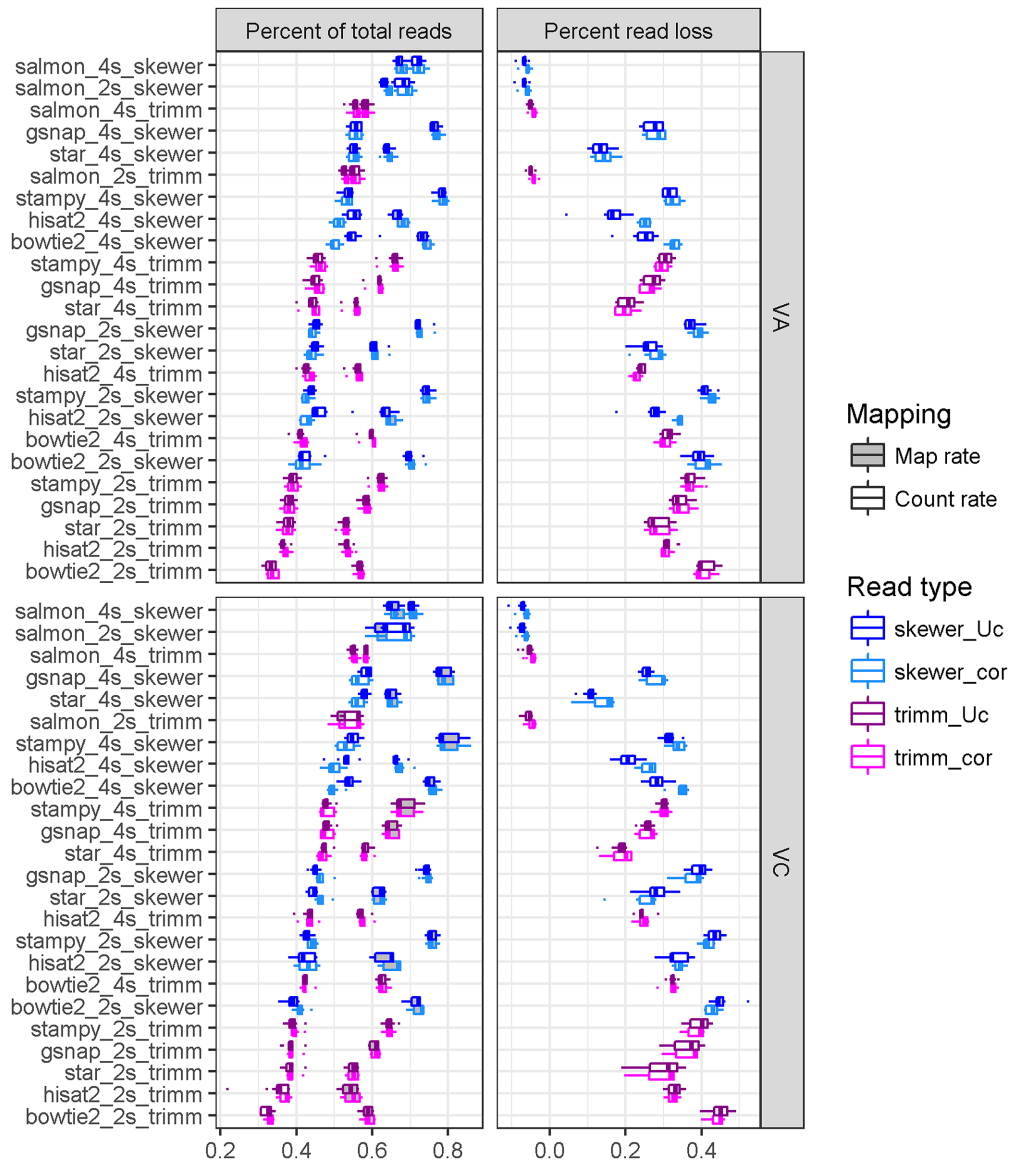 Percent of total reads
Percent read loss
salmon_4s_skewer
salmon_2s_skewer
salmon_4s_trimm
gsnap_4s_skewer
star_4s_skewer
salmon_2s_trimm
stampy_4s_skewer
hisat2_4s_skewer
bowtie2_4s_skewer
stampy_4s_trimm
gsnap_4s_trimm
star_4s_trimm
gsnap_2s_skewer
star_2s_skewer
hisat2_4s_trimm
stampy_2s_skewer
hisat2_2s_skewer
bowtie2_4s_trimm
bowtie2_2s_skewer
stampy_2s_trimm
gsnap_2s_trimm
star_2s_trimm
hisat2_2s_trimm
bowtie2_2s_trimm
VA
salmon_4s_skewer
salmon_2s_skewer
salmon_4s_trimm
gsnap_4s_skewer
star_4s_skewer
salmon_2s_trimm
stampy_4s_skewer
hisat2_4s_skewer
bowtie2_4s_skewer
stampy_4s_trimm
gsnap_4s_trimm
star_4s_trimm
gsnap_2s_skewer
star_2s_skewer
hisat2_4s_trimm
stampy_2s_skewer
hisat2_2s_skewer
bowtie2_4s_trimm
bowtie2_2s_skewer
stampy_2s_trimm
gsnap_2s_trimm
star_2s_trimm
hisat2_2s_trimm
bowtie2_2s_trimm
VC
0.2 0.4 0.6 0.8
0.0 0.2 0.4
Mapping
Map rate
Count rate
Read type
skewer_Uc
skewer_cor
trimm_Uc
trimm_cor